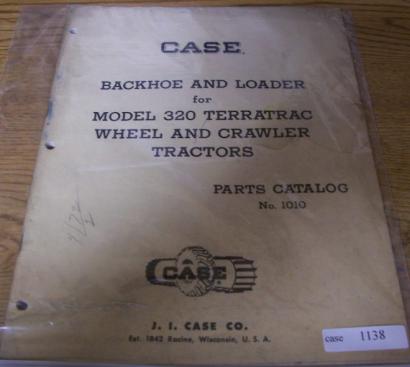 CASE.
BACKHOE AND LOADER
for
MODEL 320 TERRATRAC
WHEEL AND CRAWLER
TRACTORS
PARTS CATALOG
No. 1010
CASE
J. I. CASE CO.
Est. 1842 Racine, Wisconsin, U. S. A.
case 1138